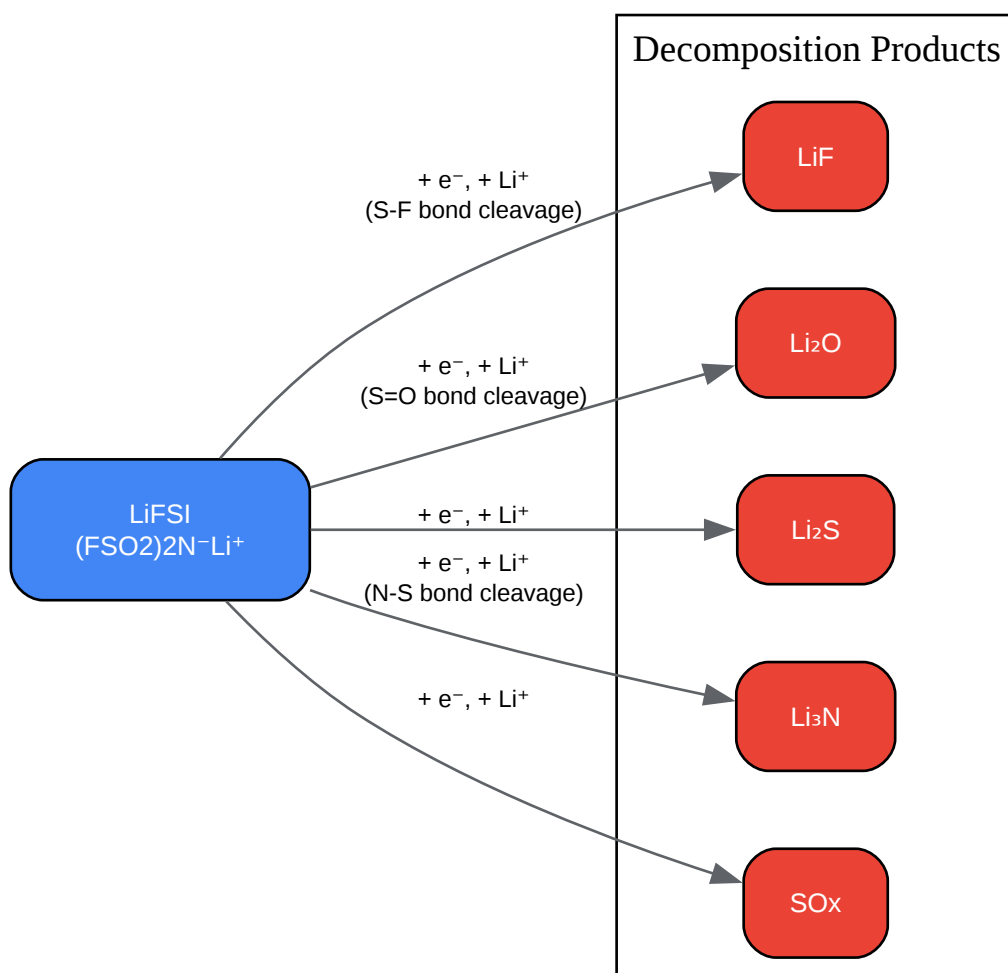 Decomposition Products
LiF
+ e⁻, + Li⁺
(S-F bond cleavage)
Li₂O
+ e⁻, + Li⁺
(S=O bond cleavage)
LiFSI
(FSO2)2N⁻Li⁺
+ e⁻, + Li⁺
Li₂S
+ e⁻, + Li⁺
(N-S bond cleavage)
+ e⁻, + Li⁺
Li₃N
SOx